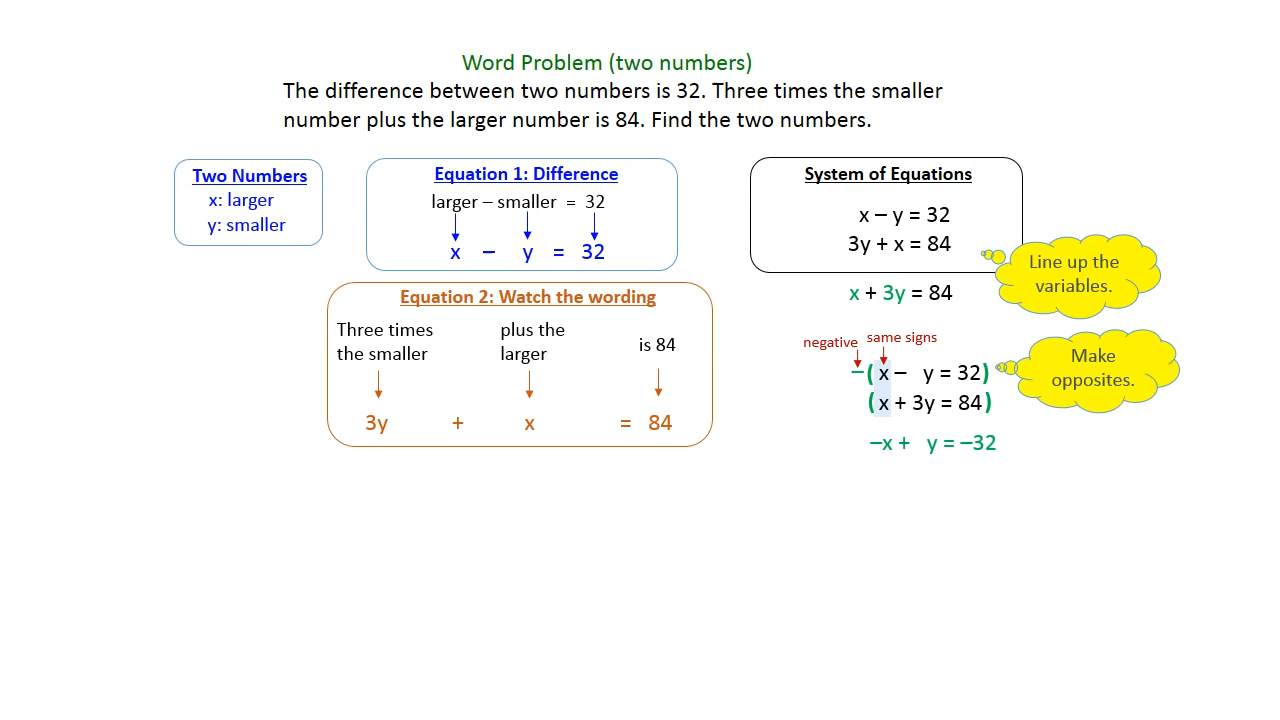 Word Problem (two numbers)
The difference between two numbers is 32. Three times the smaller
number plus the larger number is 84. Find the two numbers.
Two Numbers
x: larger
y: smaller
Equation 1: Difference
larger – smaller = 32
x – y = 32
Equation 2: Watch the wording
Three times
the smaller
plus the
larger
is 84
3y + x = 84
System of Equations
x – y = 32
3y + x = 84
Line up the
variables.
x + 3y = 84
negative
same signs
–(x – y = 32)
(x + 3y = 84)
Make
opposites.
–x + y = –32